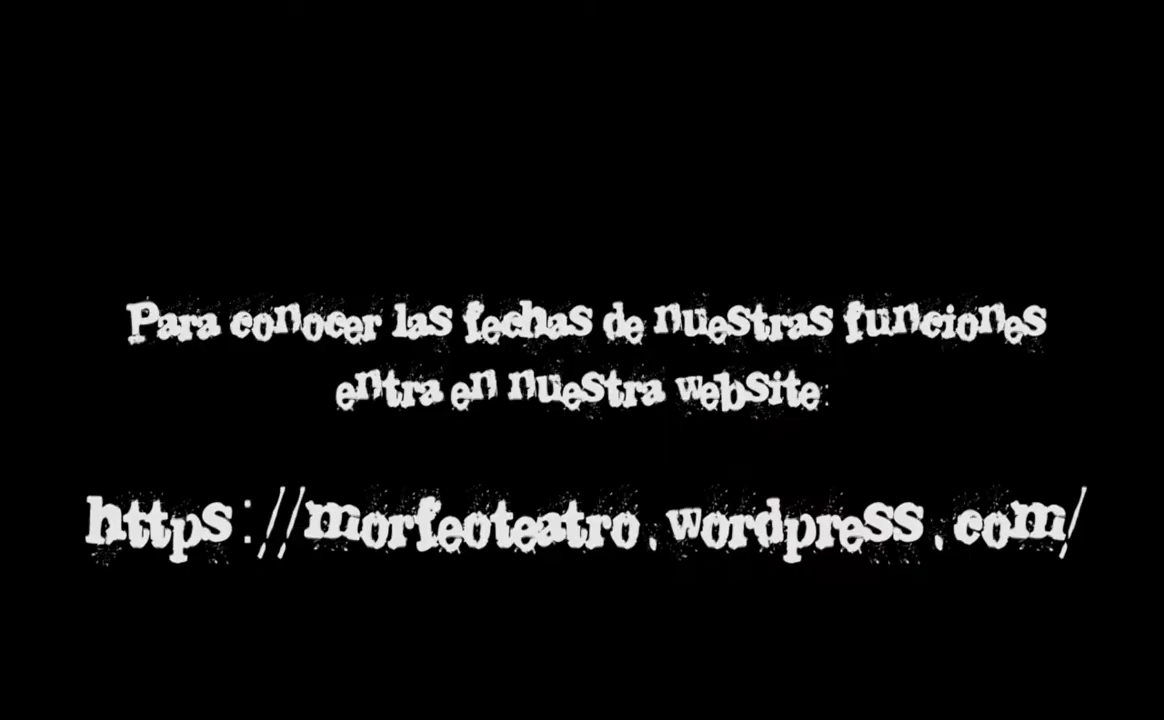 Para conocer las fechas de nuestras funciones
entra en nuestra website:
https://morfeoteatro.wordpress.com/